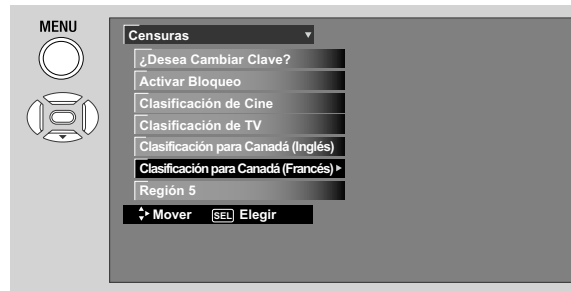 MENU
Censuras
¿Desea Cambiar Clave?
Activar Bloqueo
Clasificación de Cine
Clasificación de TV
Clasificación para Canadá (Inglés)
Clasificación para Canadá (Francés)
Región 5
Mover SEL Elegir